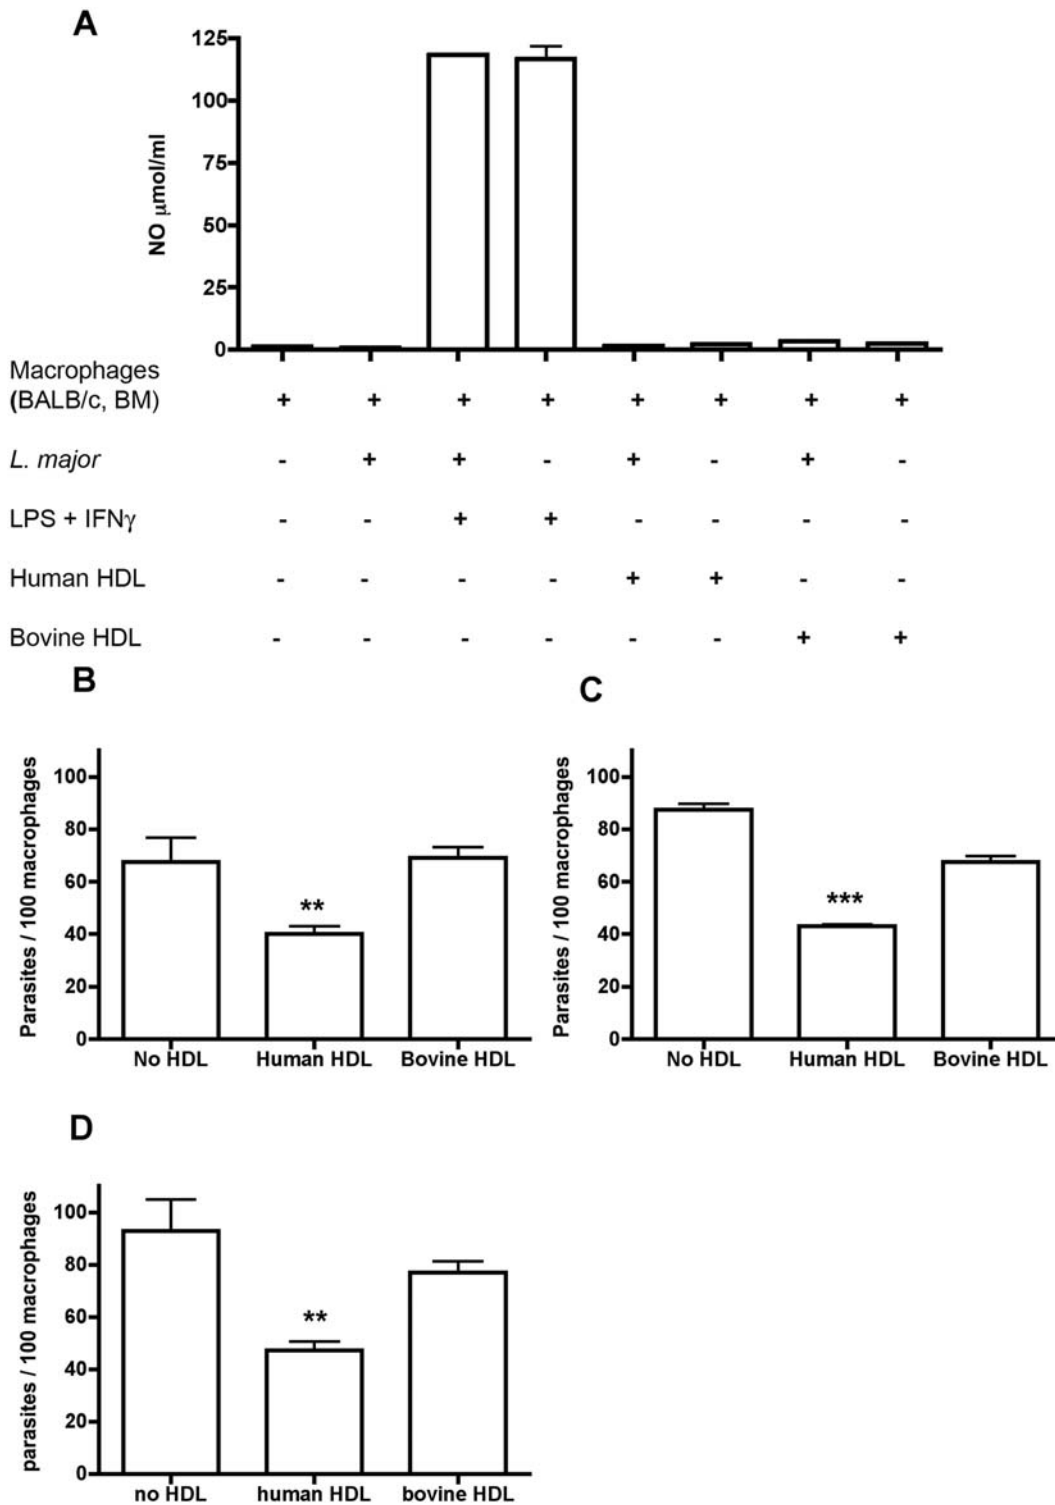 A
125
100
75
50
25
0
NO μmol/ml
Macrophages
(BALB/c, BM) + + + + + + + +
L. major - + + - + - + -
LPS + IFNγ - - + + - - - -
Human HDL - - - - + + - -
Bovine HDL - - - - - - + +
B
100
80
60
40
20
0
Parasites / 100 macrophages
**
No HDL Human HDL Bovine HDL
C
100
80
60
40
20
0
Parasites / 100 macrophages
***
No HDL Human HDL Bovine HDL
D
100
80
60
40
20
0
parasites / 100 macrophages
**
no HDL human HDL bovine HDL